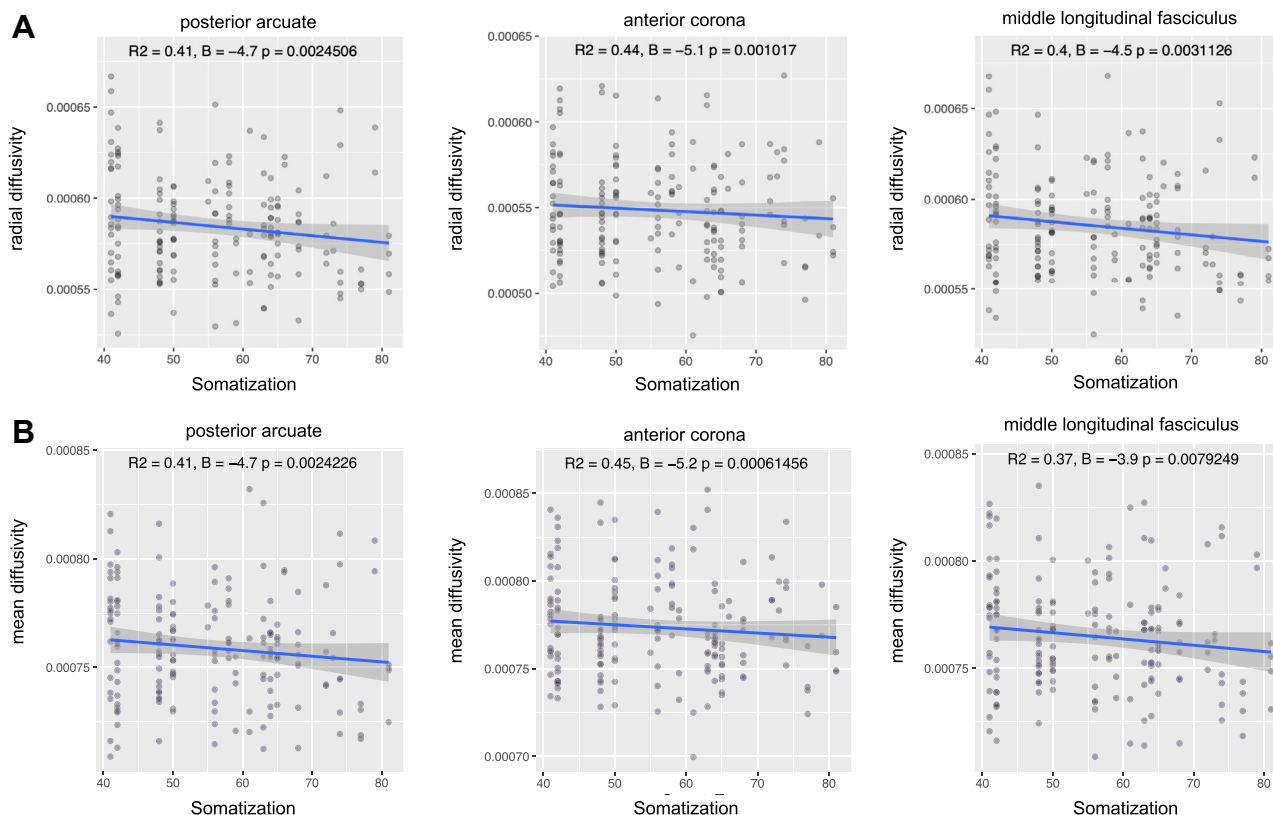 A
posterior arcuate
R2 = 0.41, B = −4.7 p = 0.0024506
radial diffusivity
0.00065
0.00060
0.00055
40 50 60 70 80
Somatization
anterior corona
R2 = 0.44, B = −5.1 p = 0.001017
radial diffusivity
0.00065
0.00060
0.00055
0.00050
40 50 60 70 80
Somatization
middle longitudinal fasciculus
R2 = 0.4, B = −4.5 p = 0.0031126
radial diffusivity
0.00065
0.00060
0.00055
40 50 60 70 80
Somatization
B
posterior arcuate
R2 = 0.41, B = −4.7 p = 0.0024226
mean diffusivity
0.00085
0.00080
0.00075
40 50 60 70 80
Somatization
anterior corona
R2 = 0.45, B = −5.2 p = 0.00061456
mean diffusivity
0.00085
0.00080
0.00075
0.00070
40 50 60 70 80
Somatization
middle longitudinal fasciculus
R2 = 0.37, B = −3.9 p = 0.0079249
mean diffusivity
0.00085
0.00080
0.00075
40 50 60 70 80
Somatization